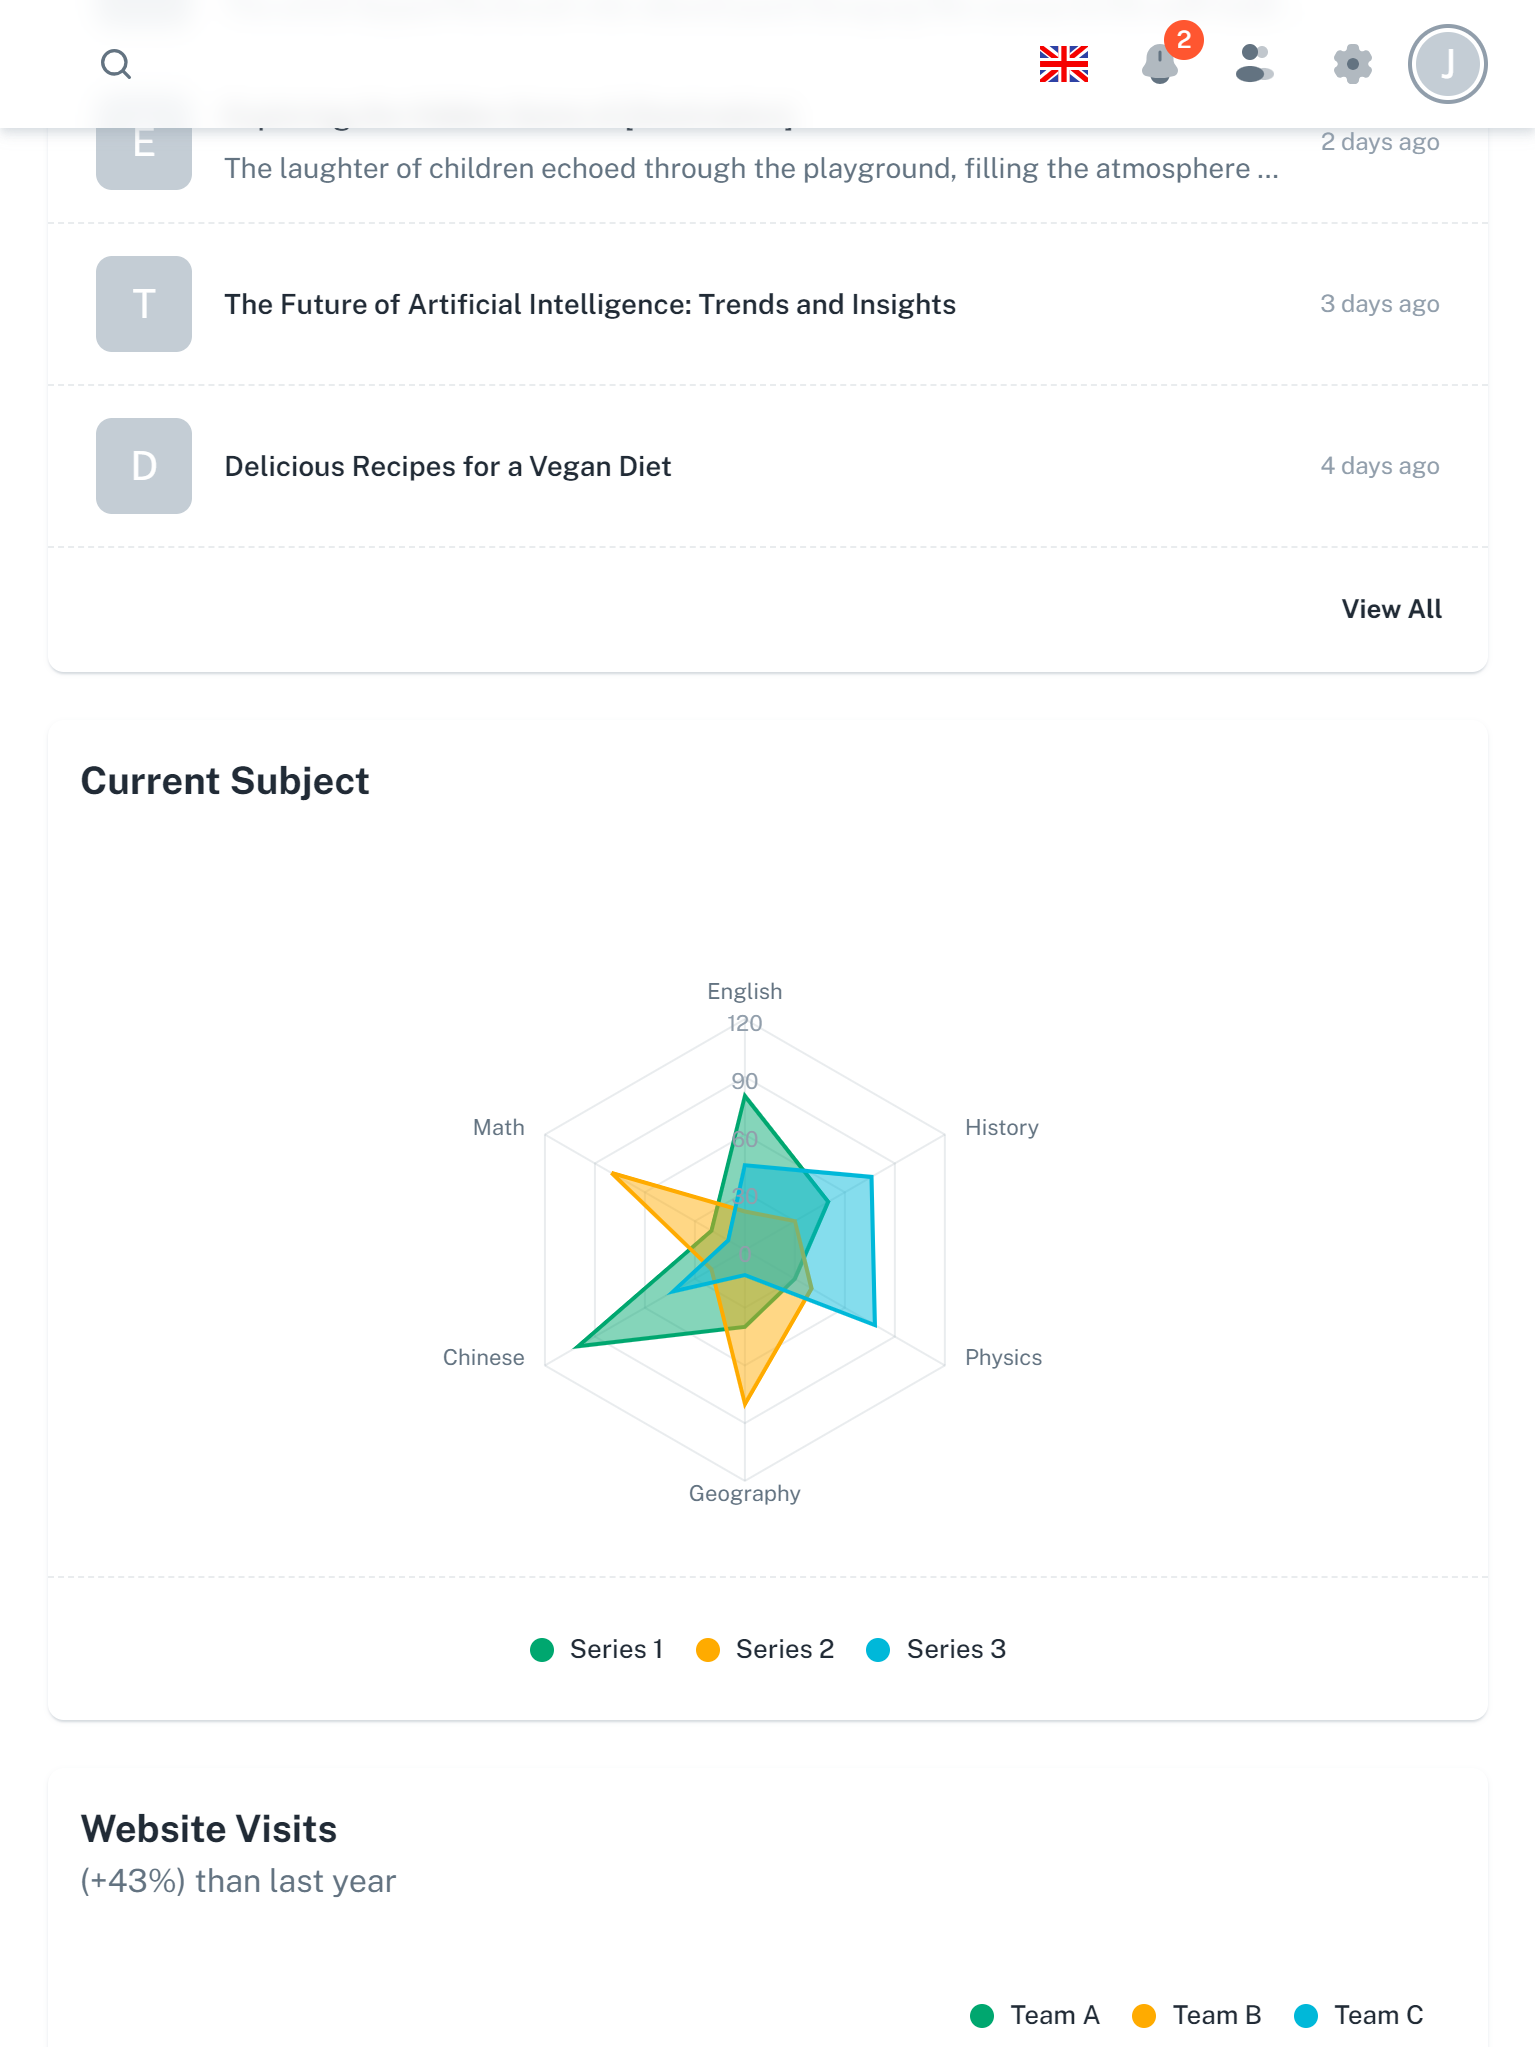 2
J
E
2 days ago
The laughter of children echoed through the playground, filling the atmosphere ...
T
The Future of Artificial Intelligence: Trends and Insights
3 days ago
D
Delicious Recipes for a Vegan Diet
4 days ago
View All
Current Subject
English
120
90
Math
History
60
30
0
Chinese
Physics
Geography
Series 1
Series 2
Series 3
Website Visits
(+43%) than last year
Team A
Team B
Team C